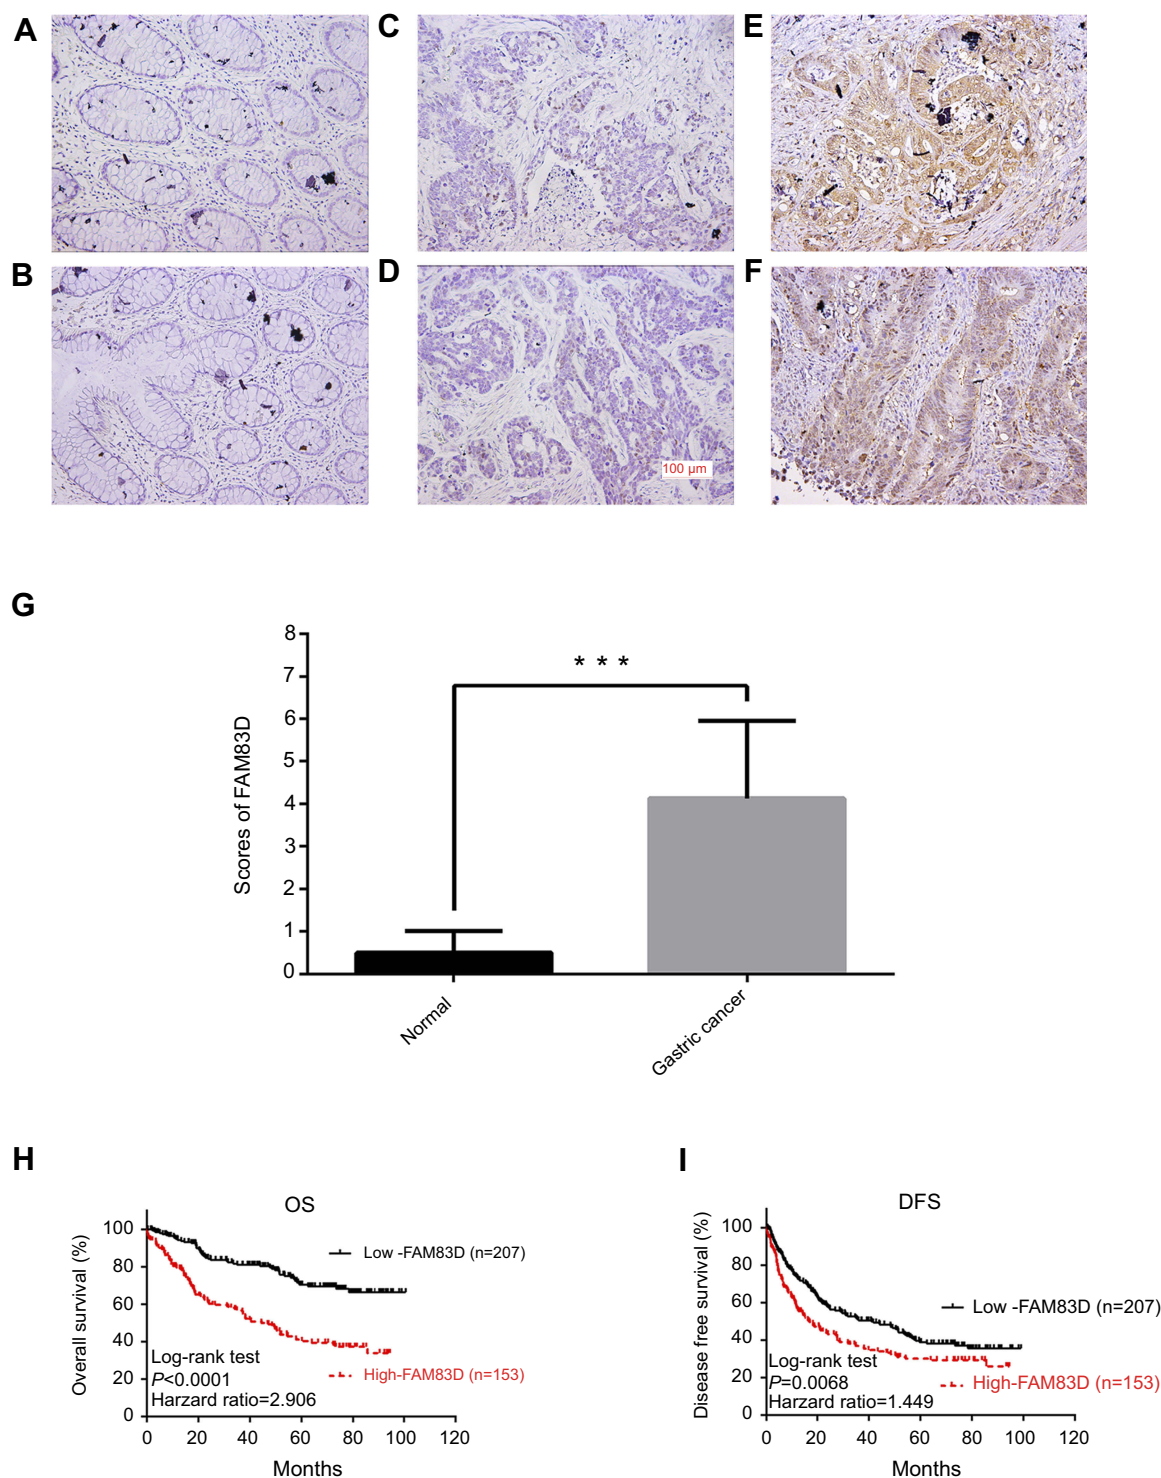 A
C
E
B
D
F
100 μm
G
8
7
6
5
4
3
2
1
0
Scores of FAM83D
* * *
Normal
Gastric cancer
H
OS
100
80
60
40
20
0
Overall survival (%)
Low -FAM83D (n=207)
High-FAM83D (n=153)
Log-rank test
P<0.0001
Harzard ratio=2.906
0 20 40 60 80 100 120
Months
I
DFS
100
80
60
40
20
0
Disease free survival (%)
Low -FAM83D (n=207)
High-FAM83D (n=153)
Log-rank test
P=0.0068
Harzard ratio=1.449
0 20 40 60 80 100 120
Months